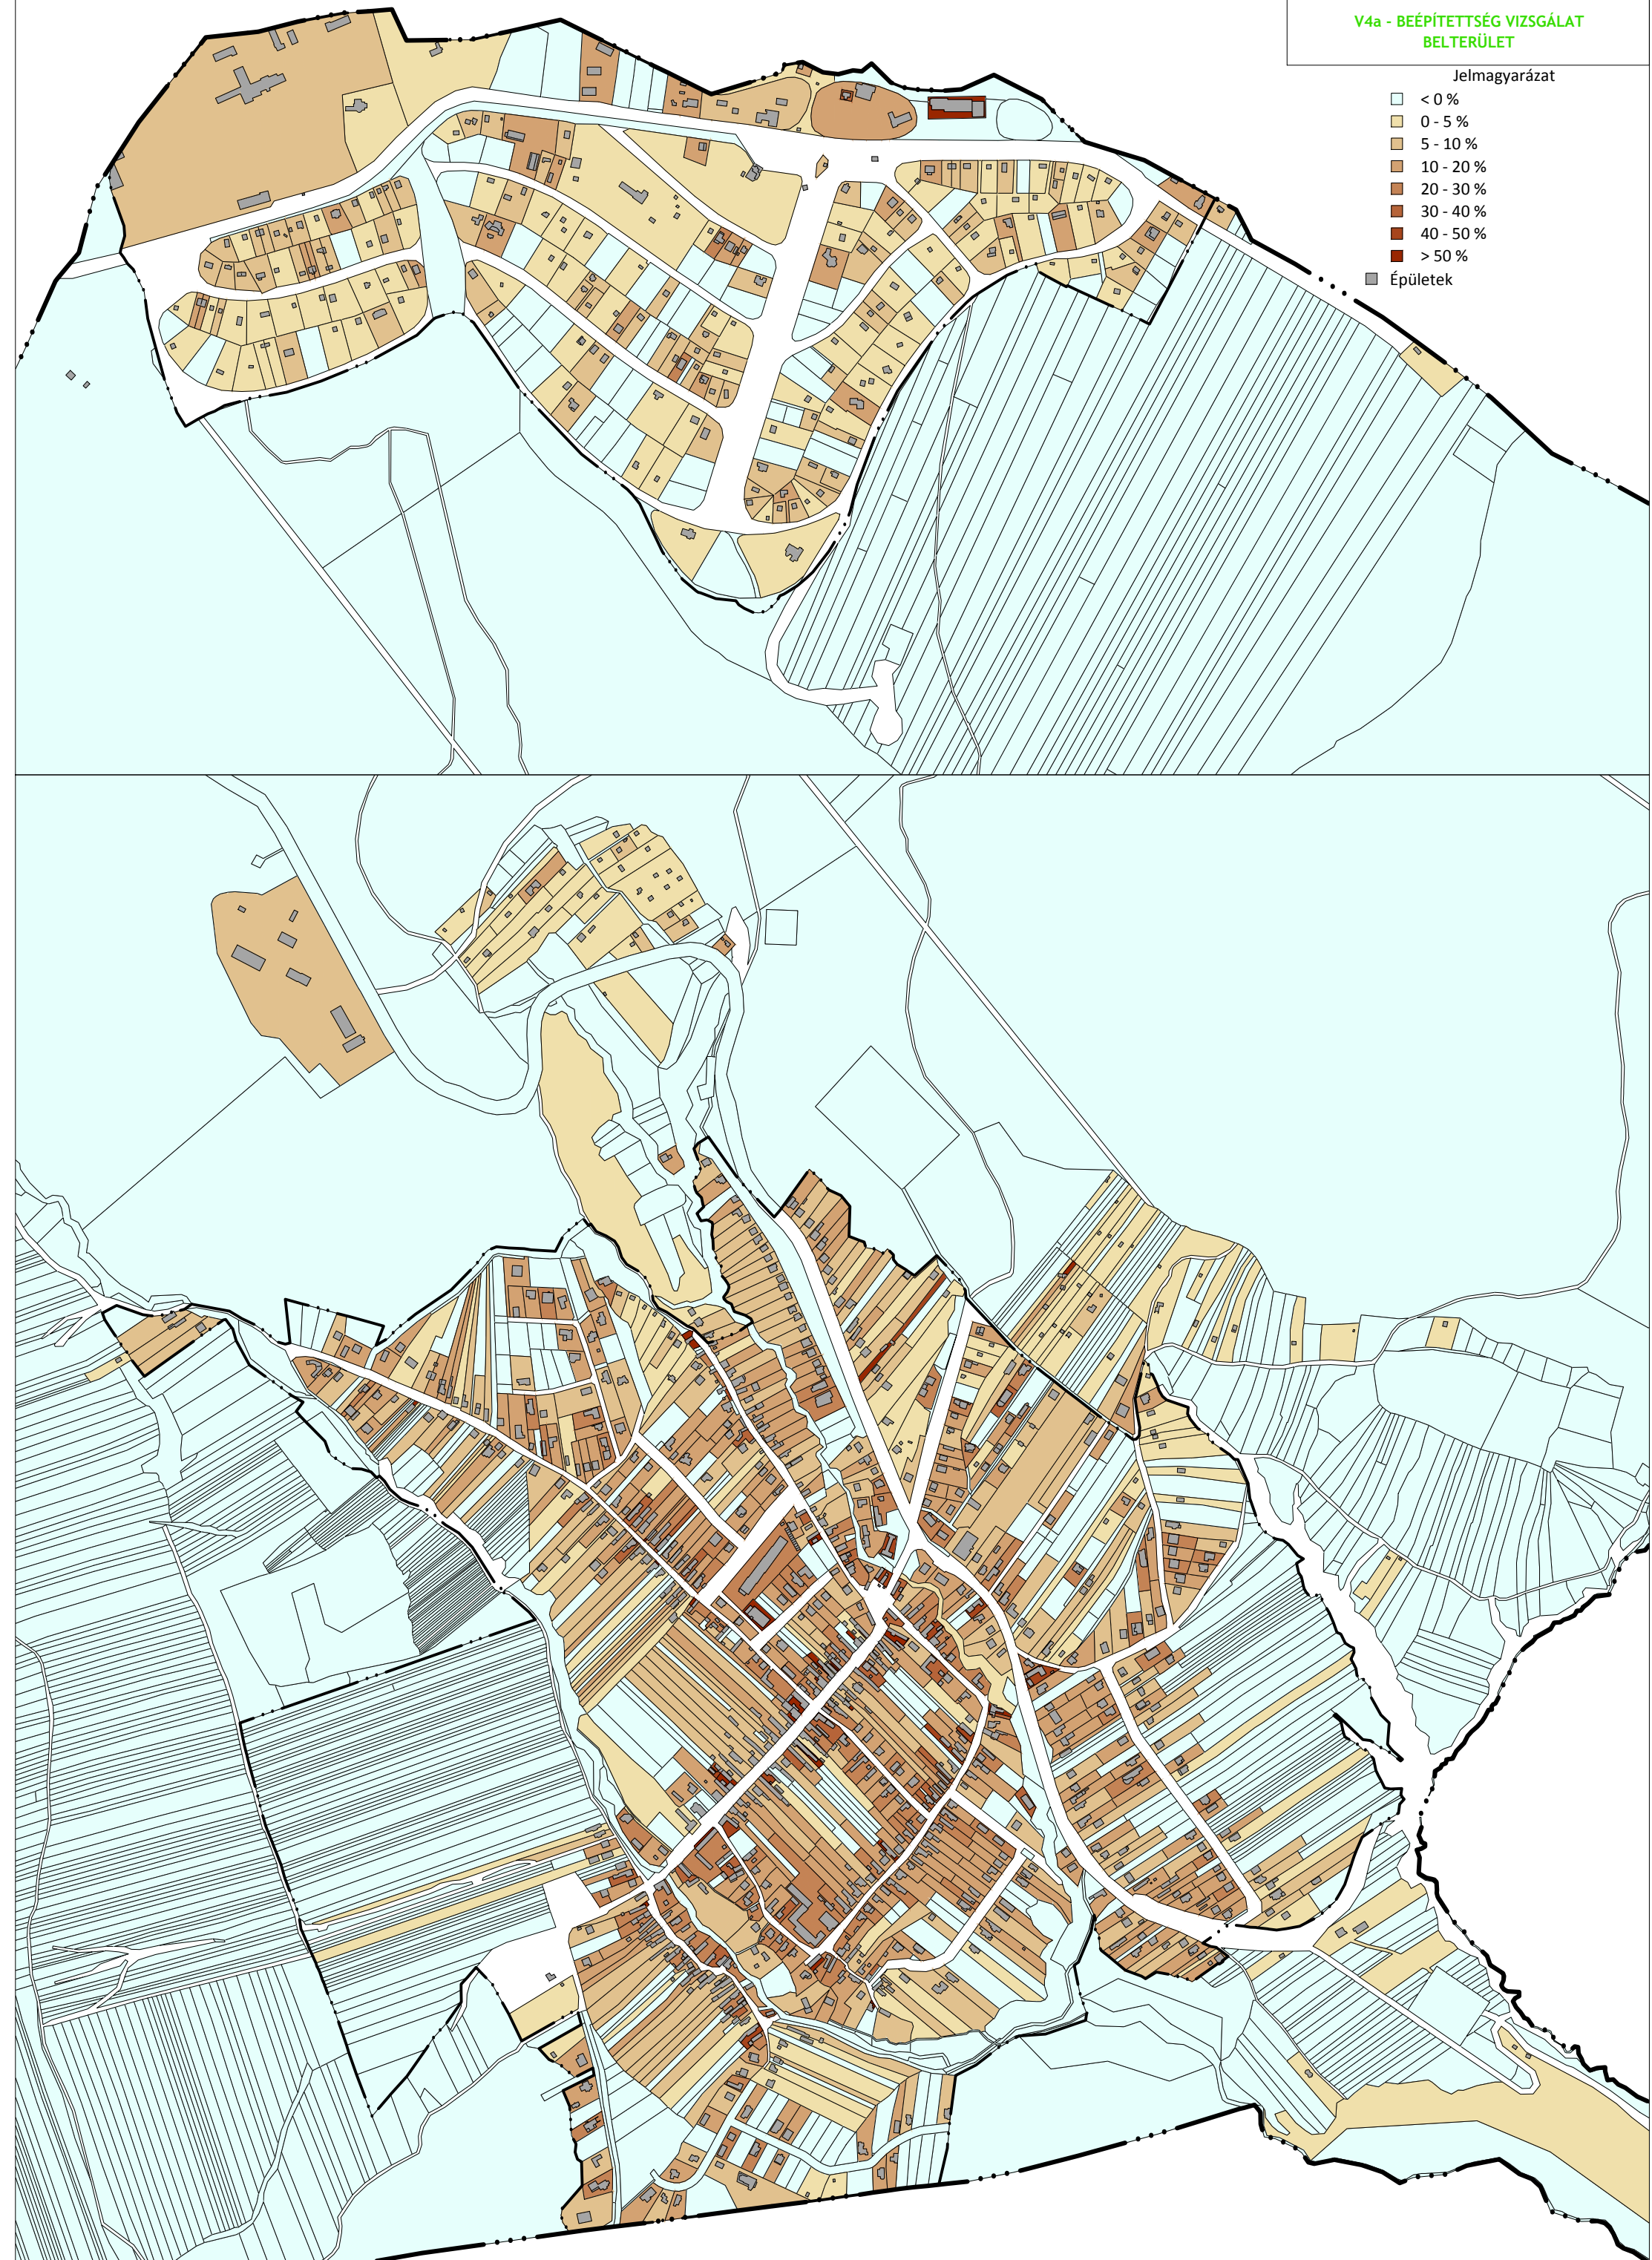 V4a - BEÉPÍTETTSÉG VIZSGÁLAT
BELTERÜLET
Jelmagyarázat
< 0 %
0 - 5 %
5 - 10 %
10 - 20 %
20 - 30 %
30 - 40 %
40 - 50 %
> 50 %
Épületek